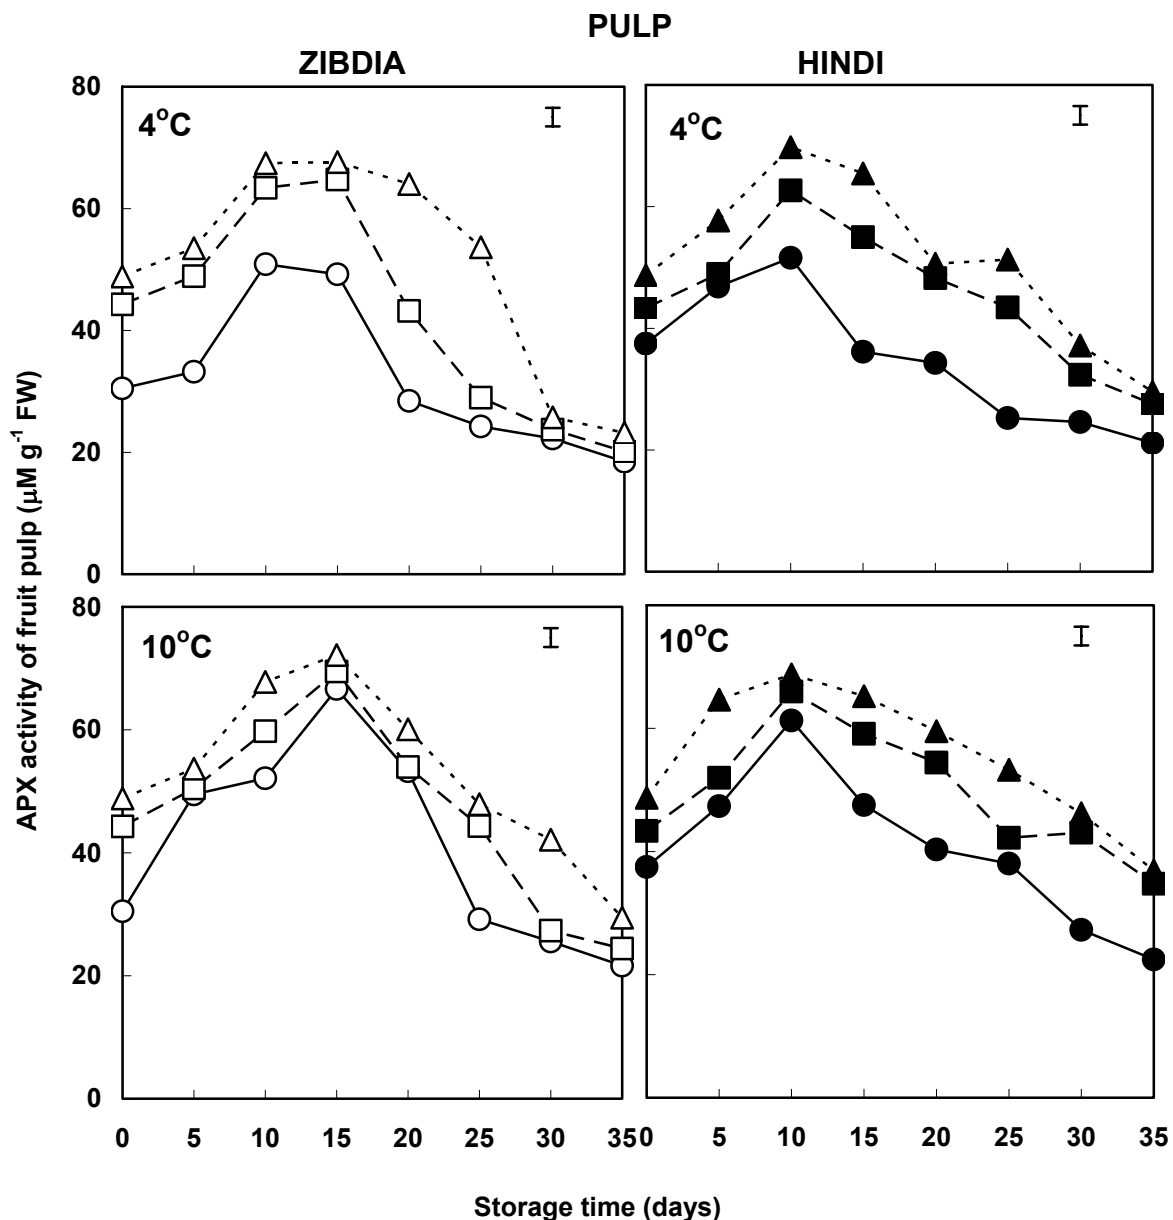 PULP
ZIBDIA HINDI
80
4°C 4°C
60
40
20
0
80
10°C 10°C
60
40
20
0
0 5 10 15 20 25 30 35 0 5 10 15 20 25 30 35
APX activity of fruit pulp (µM g⁻¹ FW)
Storage time (days)